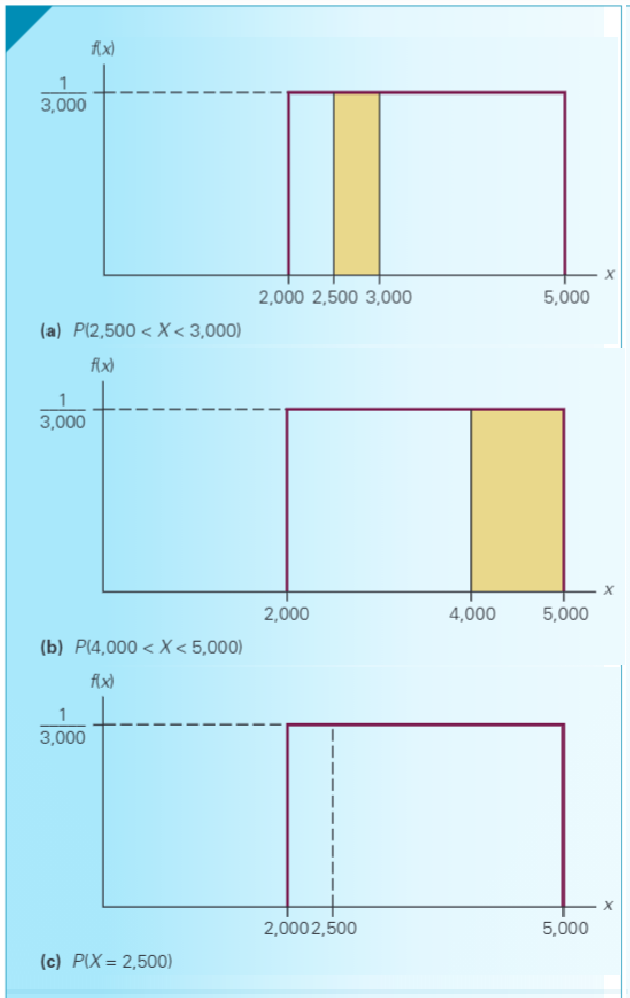 f(x)
1
3,000
x
2,000 2,500 3,000 5,000
(a) P(2,500 < X < 3,000)
f(x)
1
3,000
x
2,000 4,000 5,000
(b) P(4,000 < X < 5,000)
f(x)
1
3,000
x
2,000 2,500 5,000
(c) P(X = 2,500)